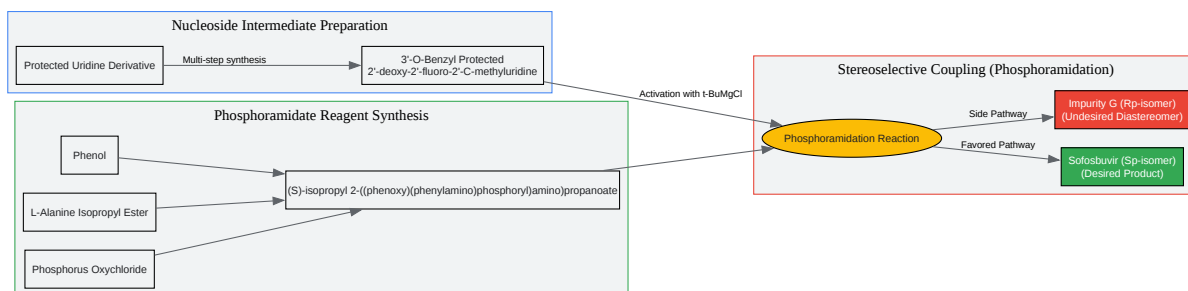 Nucleoside Intermediate Preparation
Protected Uridine Derivative
Multi-step synthesis
3'-O-Benzyl Protected
2'-deoxy-2'-fluoro-2'-C-methyluridine
Activation with t-BuMgCl
Phosphoramidate Reagent Synthesis
Phenol
L-Alanine Isopropyl Ester
Phosphorus Oxychloride
(S)-isopropyl 2-((phenoxy)(phenylamino)phosphoryl)amino)propanoate
Stereoselective Coupling (Phosphoramidation)
Phosphoramidation Reaction
Side Pathway
Favored Pathway
Impurity G (Rp-isomer)
(Undesired Diastereomer)
Sofosbuvir (Sp-isomer)
(Desired Product)